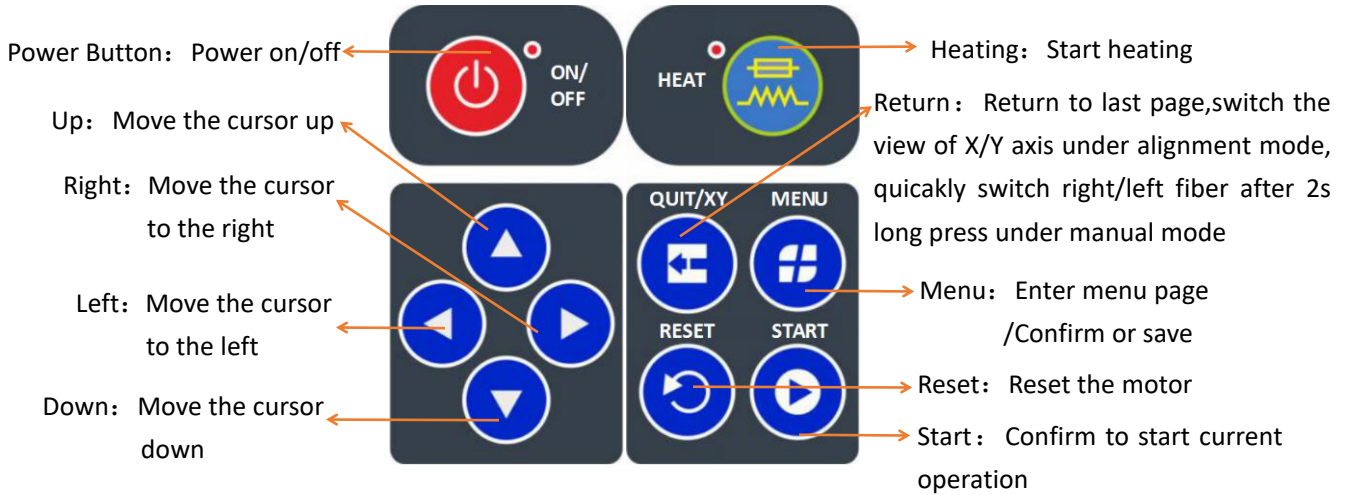 Power Button： Power on/off
Up： Move the cursor up
Right： Move the cursor
to the right
Left： Move the cursor
to the left
Down： Move the cursor
down
ON/
OFF
HEAT
QUIT/XY
MENU
RESET
START
Heating： Start heating
Return： Return to last page,switch the
view of X/Y axis under alignment mode,
quicakly switch right/left fiber after 2s
long press under manual mode
Menu： Enter menu page
/Confirm or save
Reset： Reset the motor
Start： Confirm to start current
operation